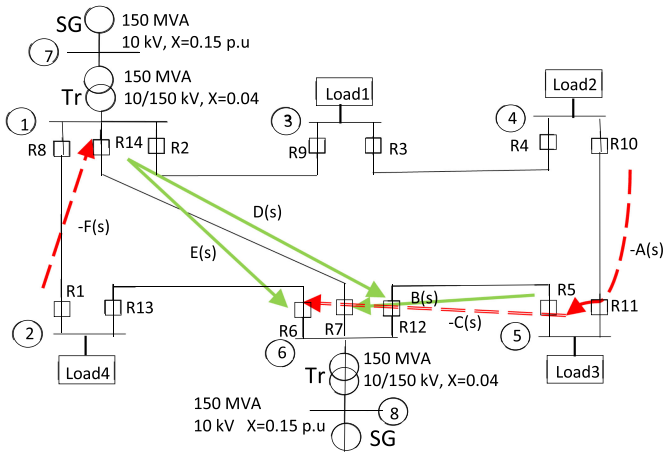 SG
150 MVA
10 kV, X=0.15 p.u
7
150 MVA
Tr
10/150 kV, X=0.04
Load1
Load2
1
3
4
R8
R14
R2
R9
R3
R4
R10
-F(s)
D(s)
E(s)
-A(s)
R1
R13
B(s)
R5
R6
R7
R12
-C(s)
R11
2
6
5
Load4
Tr
150 MVA
10/150 kV, X=0.04
Load3
150 MVA
10 kV X=0.15 p.u
8
SG